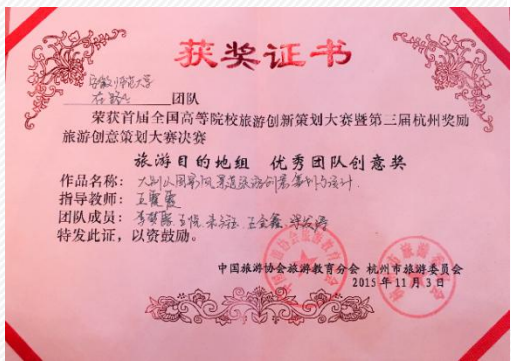 获奖证书
安徽师范大学
团队
荣获首届全国高等院校旅游创新策划大赛暨第三届杭州奖励
旅游创意策划大赛决赛
旅游目的地组 优秀团队创意奖
作品名称:
指导教师:王霞霞
团队成员:
特发此证,以资鼓励。
中国旅游协会旅游教育分会 杭州市旅游委员会
2015年11月3日